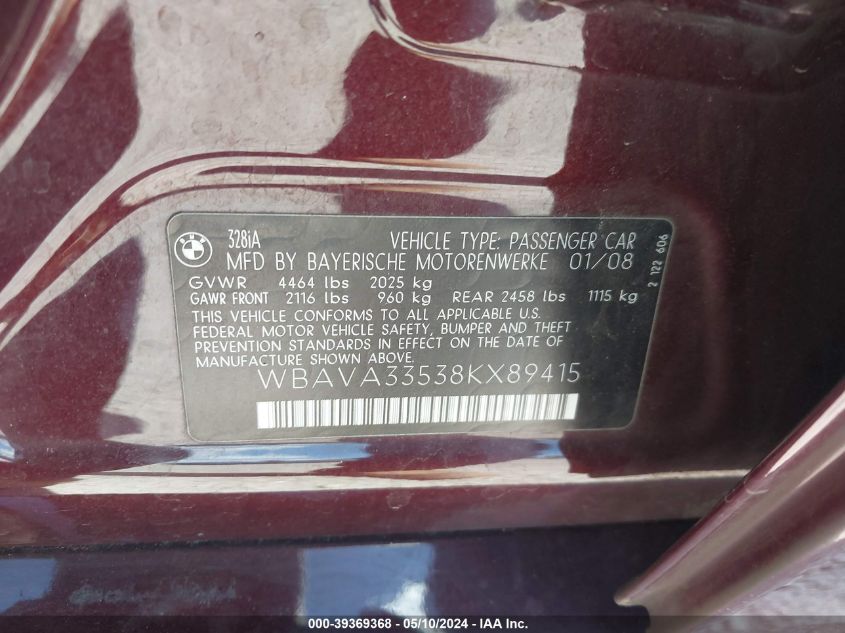 BMW
328iA VEHICLE TYPE: PASSENGER CAR
MFD BY BAYERISCHE MOTORENWERKE 01/08
GVWR 4464 lbs 2025 kg
GAWR FRONT 2116 lbs 960 kg REAR 2458 lbs 1115 kg
THIS VEHICLE CONFORMS TO ALL APPLICABLE U.S.
FEDERAL MOTOR VEHICLE SAFETY, BUMPER AND THEFT
PREVENTION STANDARDS IN EFFECT ON THE DATE OF
MANUFACTURE SHOWN ABOVE.
WBAVA33538KX89415
2 122 606
000-39369368 - 05/10/2024 - IAA Inc.